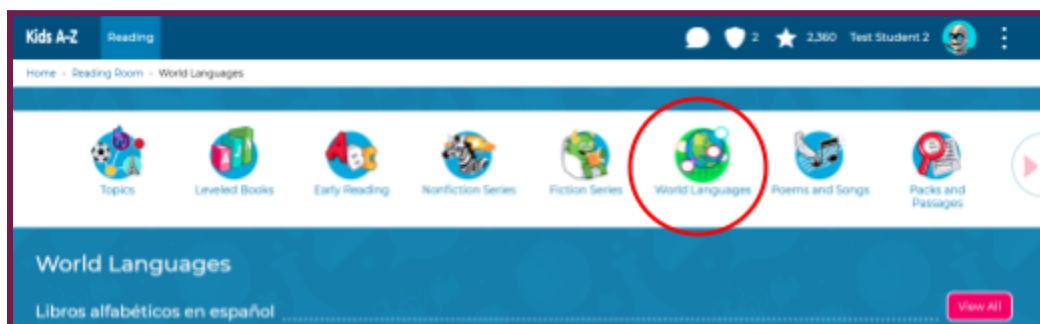 Kids A-Z Reading 2 2,360 Test Student 2
Home > Reading Room > World Languages
Topics Leveled Books Early Reading Nonfiction Series Fiction Series World Languages Poems and Songs Packs and
Passages
World Languages
Libros alfabéticos en español View All